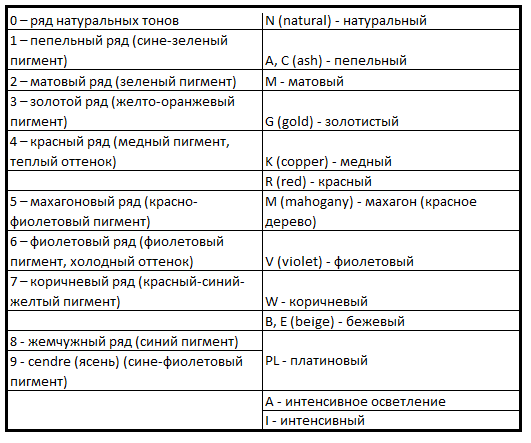 0 – ряд натуральных тонов
N (natural) - натуральный
1 – пепельный ряд (сине-зеленый
пигмент)
A, C (ash) - пепельный
2 – матовый ряд (зеленый пигмент)
M - матовый
3 – золотой ряд (желто-оранжевый
пигмент)
G (gold) - золотистый
4 – красный ряд (медный пигмент,
теплый оттенок)
K (copper) - медный
R (red) - красный
5 – махагоновый ряд (красно-
фиолетовый пигмент)
M (mahogany) - махагон (красное
дерево)
6 – фиолетовый ряд (фиолетовый
пигмент, холодный оттенок)
V (violet) - фиолетовый
7 – коричневый ряд (красный-синий-
желтый пигмент)
W - коричневый
B, E (beige) - бежевый
8 - жемчужный ряд (синий пигмент)
9 - cendre (ясень) (сине-фиолетовый
пигмент)
PL - платиновый
A - интенсивное осветление
I - интенсивный